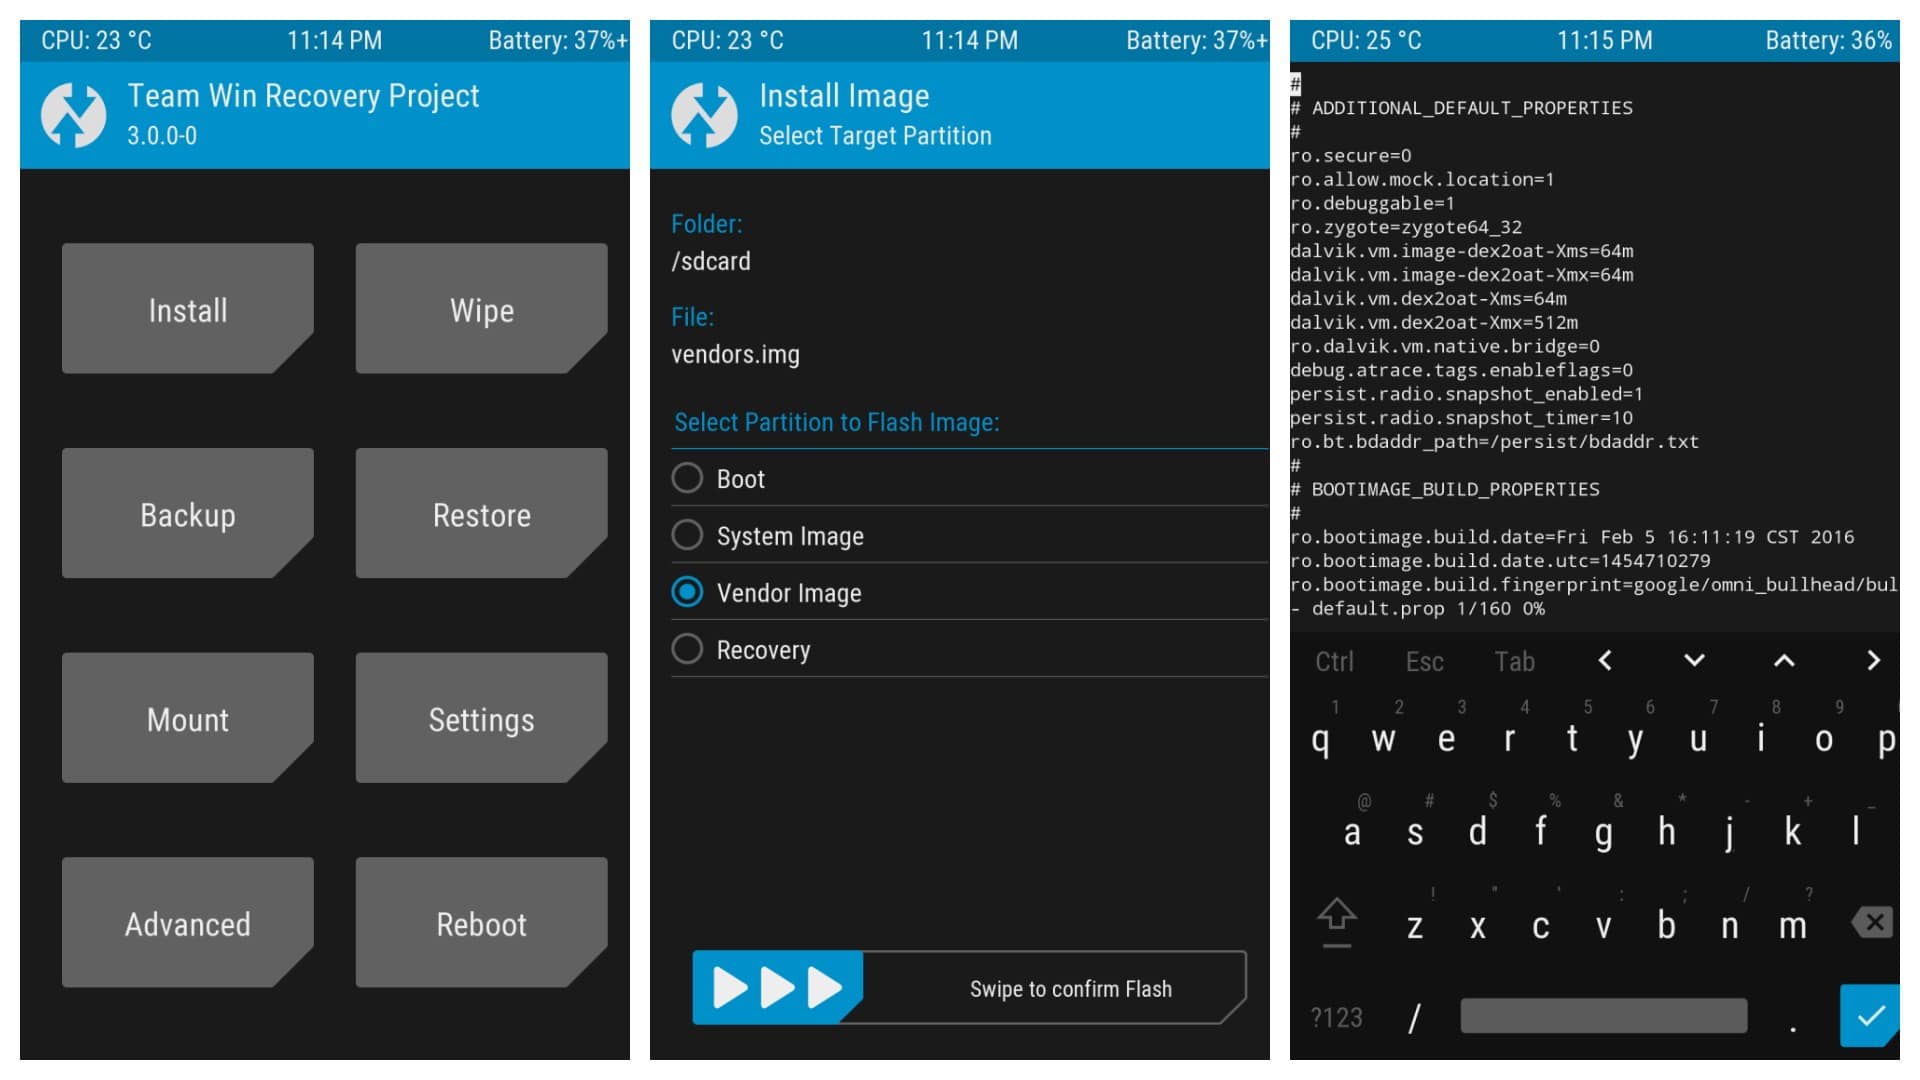 CPU: 23 °C 11:14 PM Battery: 37%+
Team Win Recovery Project
3.0.0-0
Install Wipe
Backup Restore
Mount Settings
Advanced Reboot
CPU: 23 °C 11:14 PM Battery: 37%+
Install Image
Select Target Partition
Folder:
/sdcard
File:
vendors.img
Select Partition to Flash Image:
Boot
System Image
Vendor Image
Recovery
Swipe to confirm Flash
CPU: 25 °C 11:15 PM Battery: 36%
#
# ADDITIONAL_DEFAULT_PROPERTIES
#
ro.secure=0
ro.allow.mock.location=1
ro.debuggable=1
ro.zygote=zygote64_32
dalvik.vm.image-dex2oat-Xms=64m
dalvik.vm.image-dex2oat-Xmx=64m
dalvik.vm.dex2oat-Xms=64m
dalvik.vm.dex2oat-Xmx=512m
ro.dalvik.vm.native.bridge=0
debug.atrace.tags.enableflags=0
persist.radio.snapshot_enabled=1
persist.radio.snapshot_timer=10
ro.bt.bdaddr_path=/persist/bdaddr.txt
#
# BOOTIMAGE_BUILD_PROPERTIES
#
ro.bootimage.build.date=Fri Feb 5 16:11:19 CST 2016
ro.bootimage.build.date.utc=1454710279
ro.bootimage.build.fingerprint=google/omni_bullhead/bul
- default.prop 1/160 0%
Ctrl Esc Tab
1 2 3 4 5 6 7 8 9
q w e r t y u i o p
@ # $ % & * - + _
a s d f g h j k l
! " ' : ; / ?
z x c v b n m
?123 / .